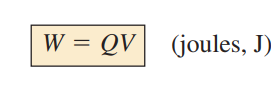 W = QV (joules, J)